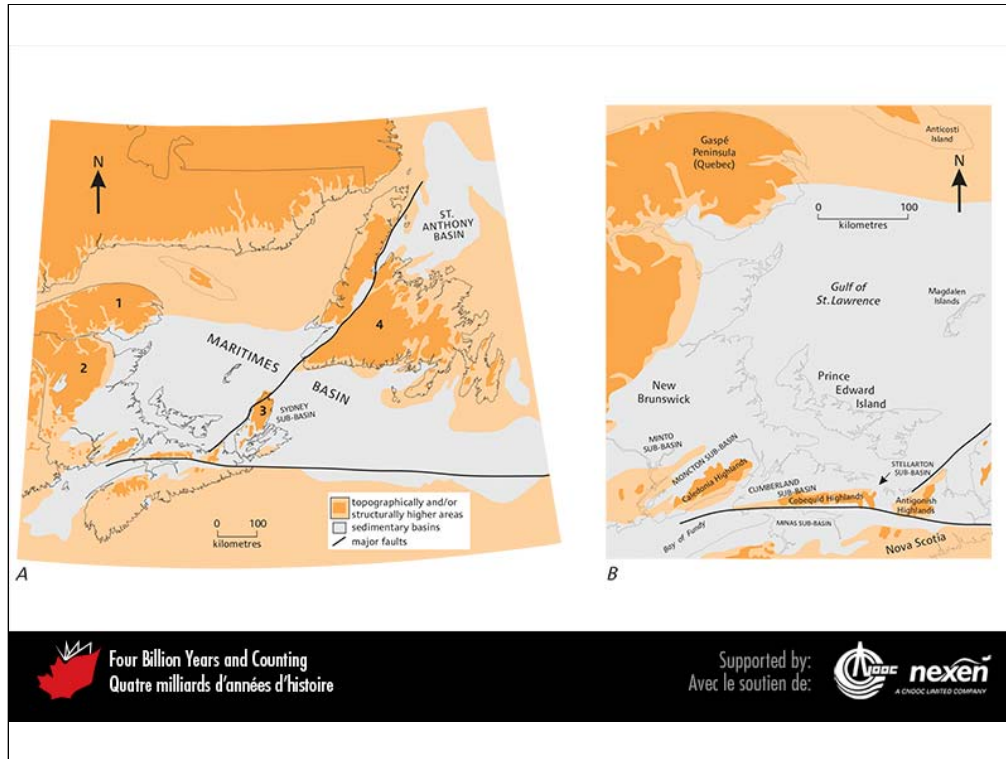 N
1
2
3
4
ST.
ANTHONY
BASIN
MARITIMES
BASIN
SYDNEY
SUB-BASIN
topographically and/or
structurally higher areas
sedimentary basins
major faults
0 100
kilometres
A
Gaspé
Peninsula
(Quebec)
Anticosti
Island
N
0 100
kilometres
Gulf of
St. Lawrence
Magdalen
Islands
Prince
Edward
Island
New
Brunswick
MINTO
SUB-BASIN
MONCTON SUB-BASIN
Caledonia Highlands
CUMBERLAND
SUB-BASIN
STELLARTON
SUB-BASIN
Cobequid Highlands
Antigonish
Highlands
Bay of Fundy
MINAS SUB-BASIN
Nova Scotia
B
Four Billion Years and Counting
Quatre milliards d'années d'histoire
Supported by:
Avec le soutien de:
CNOOC
nexen
A CNOOC LIMITED COMPANY